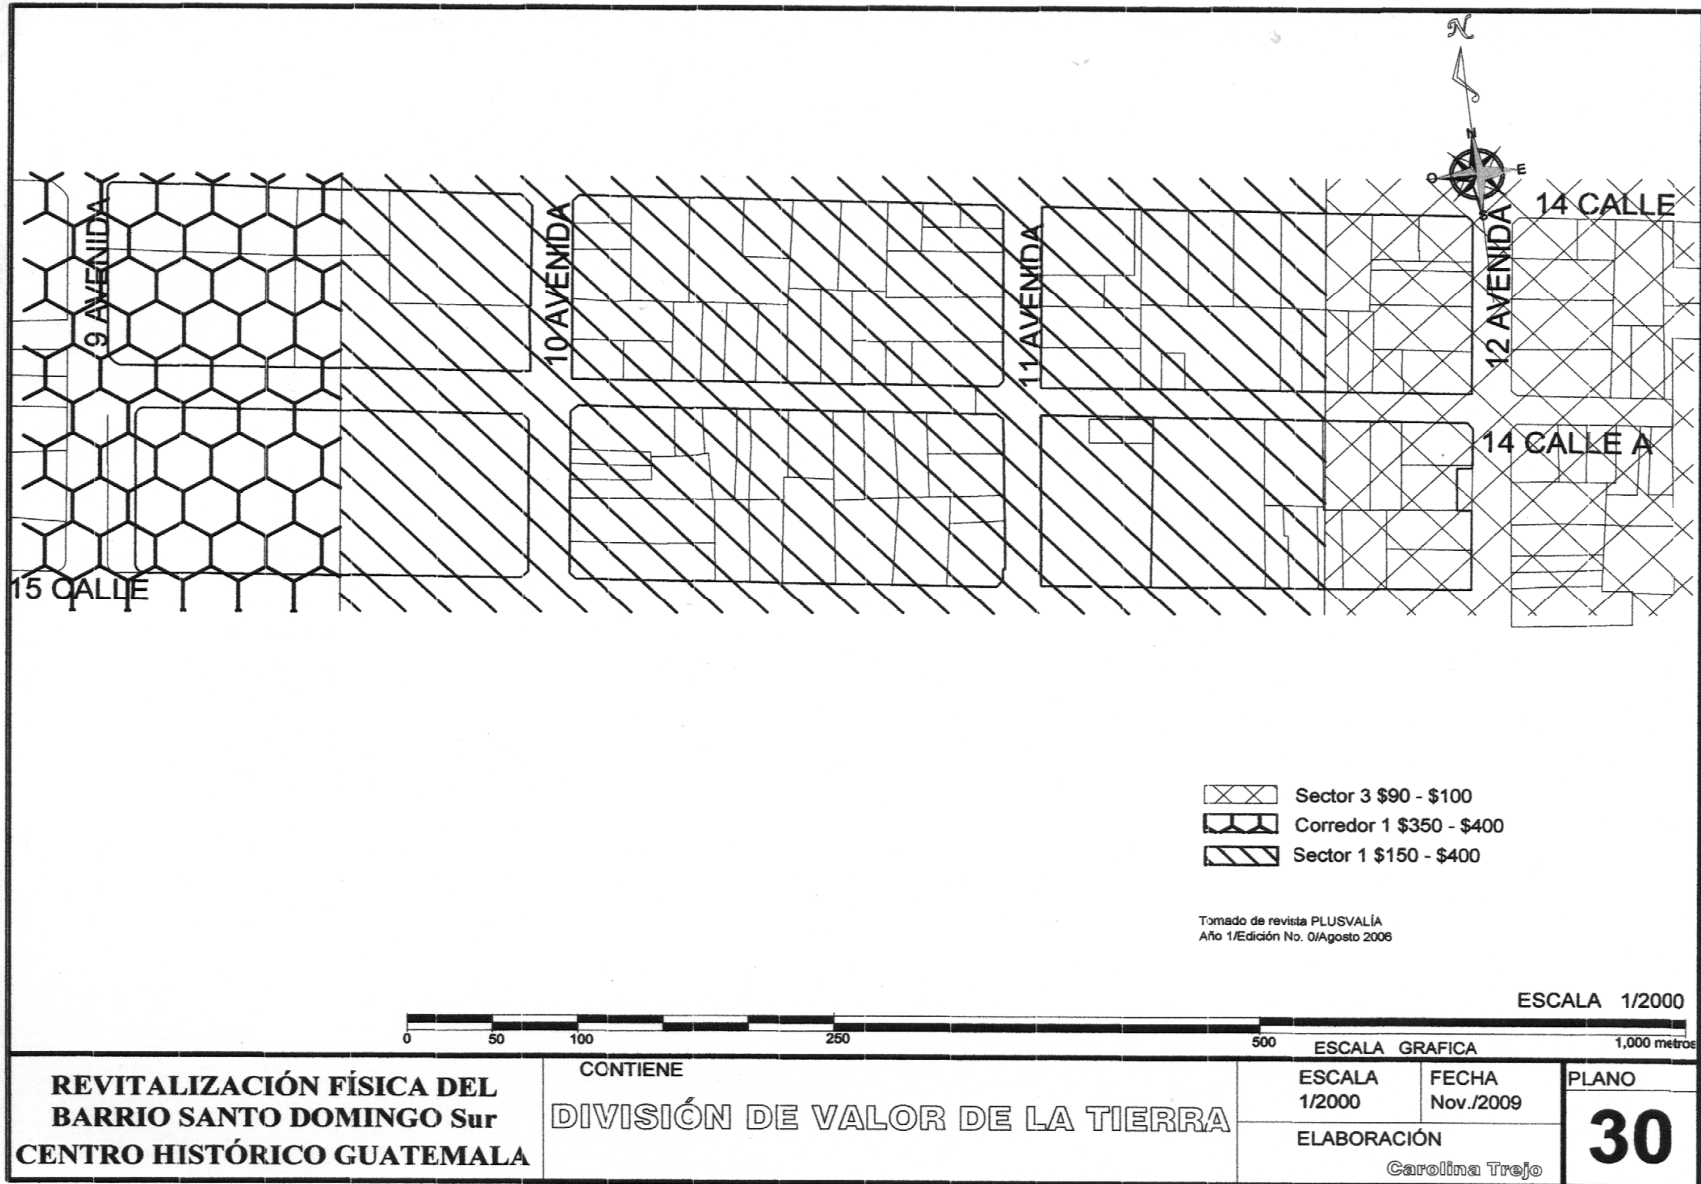 N
N
O
E
S
14 CALLE
9 AVENIDA
10 AVENIDA
11 AVENIDA
12 AVENIDA
14 CALLE A
15 CALLE
Sector 3 $90 - $100
Corredor 1 $350 - $400
Sector 1 $150 - $400
Tomado de revista PLUSVALÍA
Año 1/Edición No. 0/Agosto 2006
ESCALA 1/2000
0 50 100 250 500 1,000 metros
ESCALA GRAFICA
REVITALIZACIÓN FÍSICA DEL
BARRIO SANTO DOMINGO Sur
CENTRO HISTÓRICO GUATEMALA
CONTIENE
DIVISIÓN DE VALOR DE LA TIERRA
ESCALA
1/2000
FECHA
Nov./2009
ELABORACIÓN
Carolina Trejo
PLANO
30